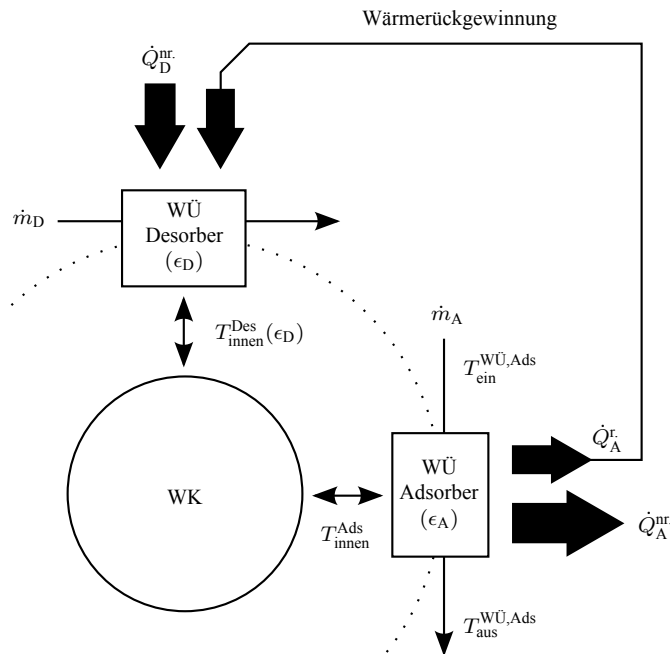 Wärmerückgewinnung
Q̇_D^nr.
ṁ_D
WÜ
Desorber
(ϵ_D)
T_innen^Des(ϵ_D)
ṁ_A
T_ein^WÜ,Ads
WK
T_innen^Ads
WÜ
Adsorber
(ϵ_A)
Q̇_A^r.
Q̇_A^nr.
T_aus^WÜ,Ads